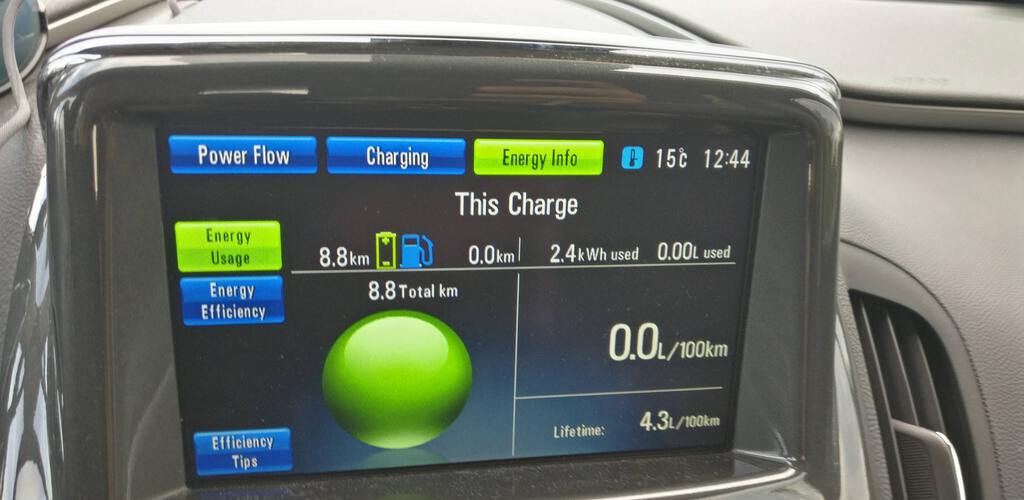 Power Flow Charging Energy Info 15°C 12:44
This Charge
Energy
Usage
8.8km 0.0km 2.4kWh used 0.00L used
Energy
Efficiency
8.8 Total km
0.0L/100km
Lifetime: 4.3L/100km
Efficiency
Tips